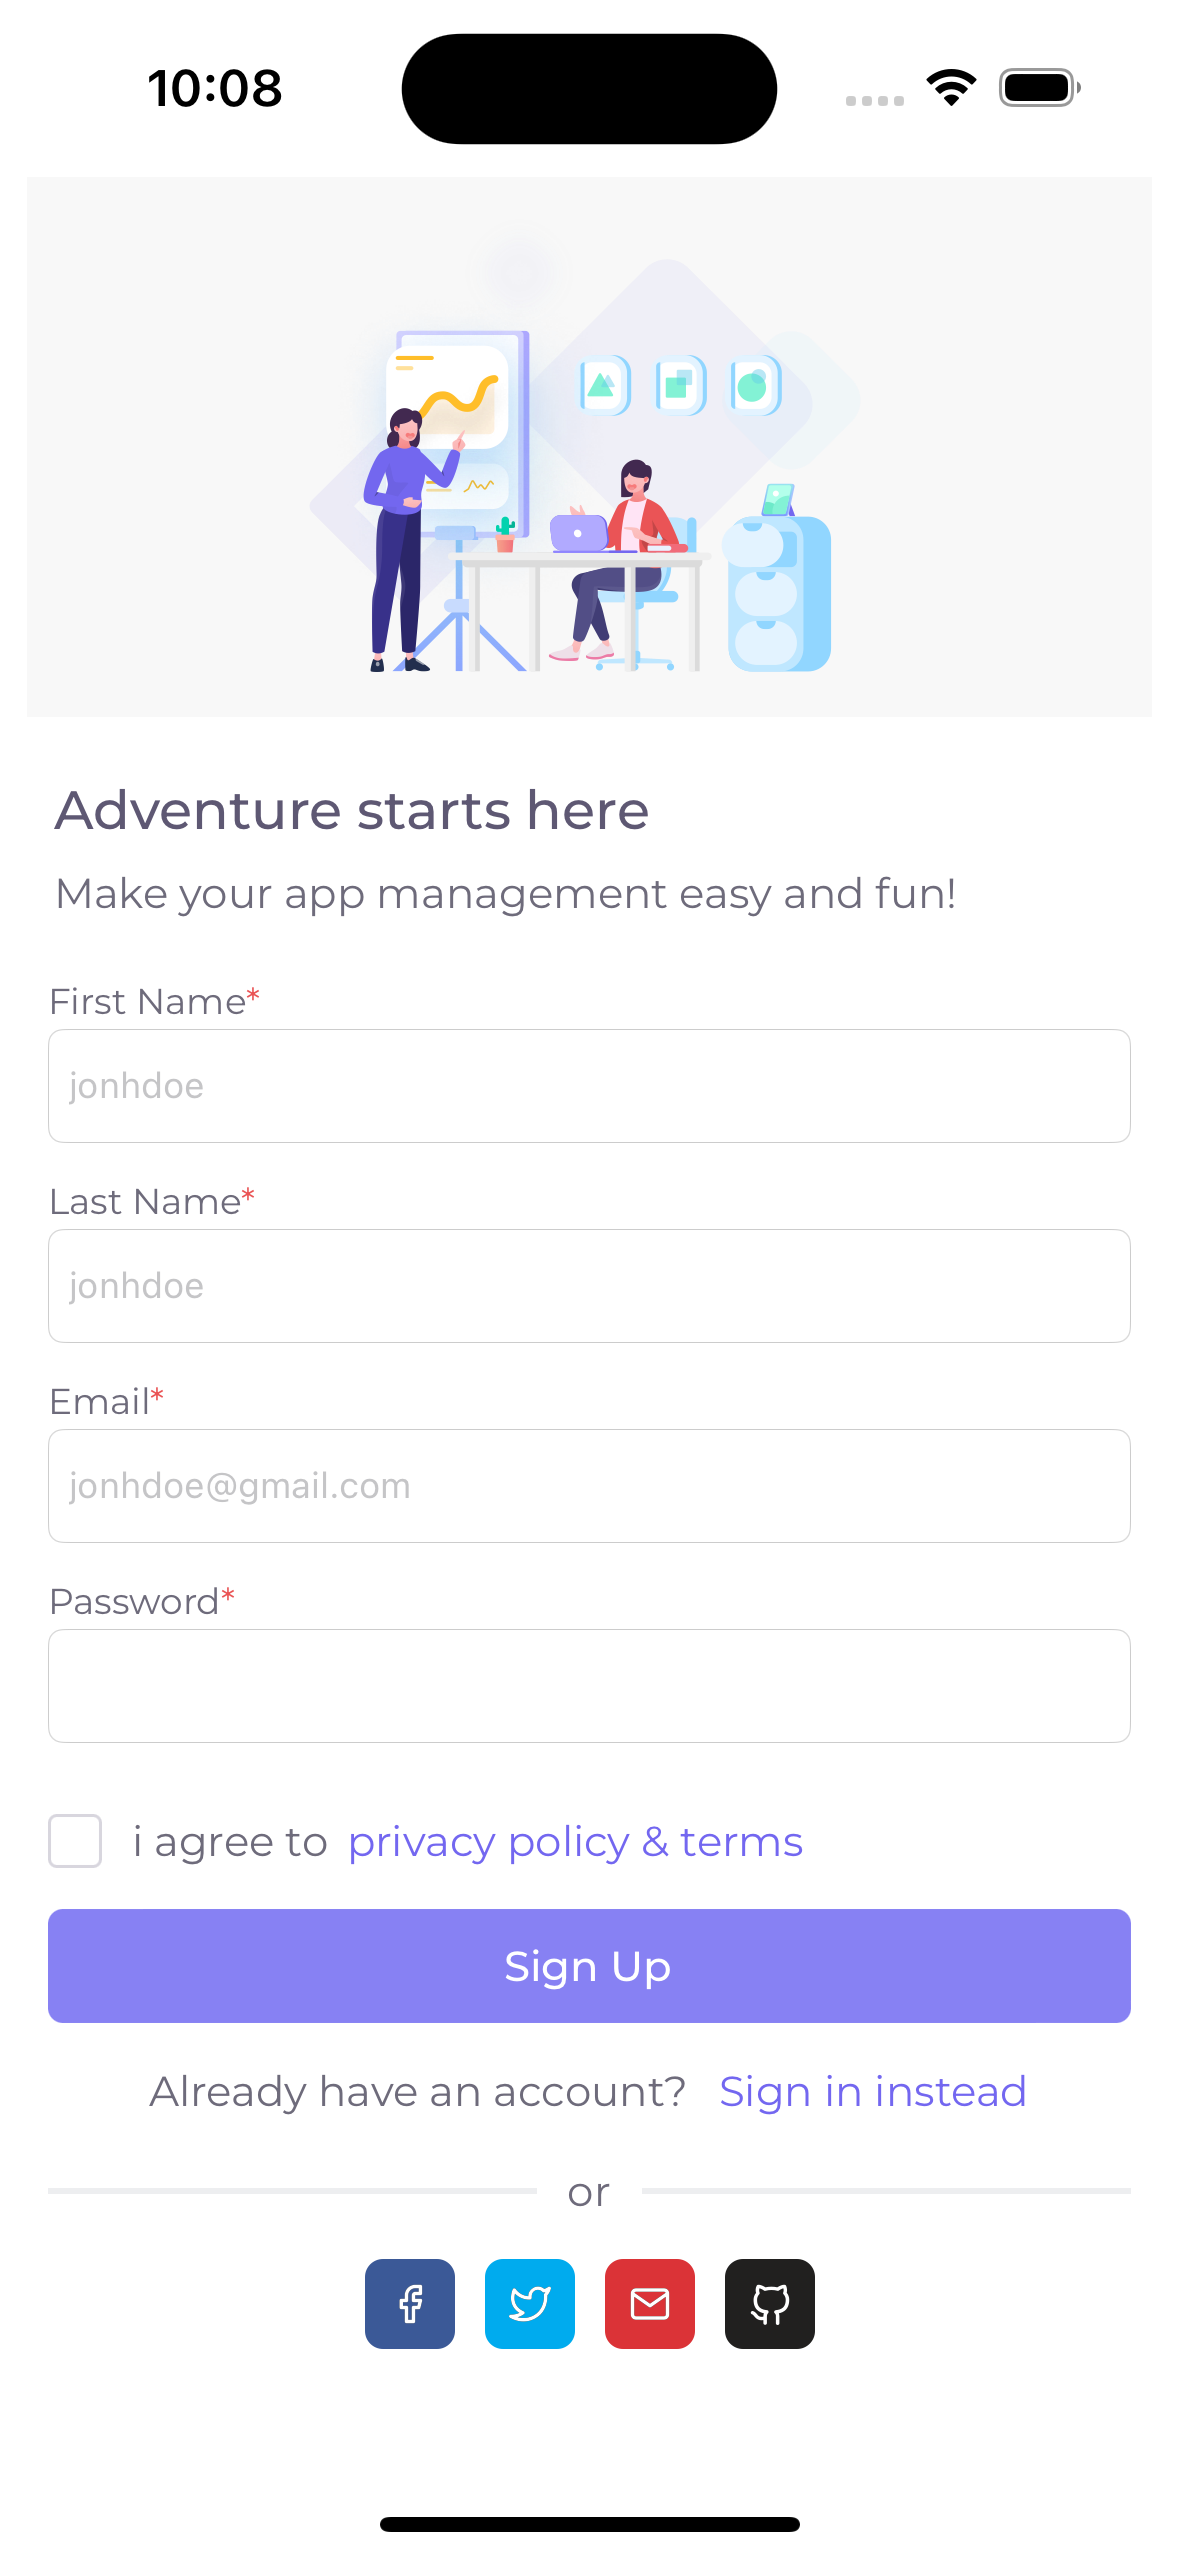 10:08
Adventure starts here
Make your app management easy and fun!
First Name*
jonhdoe
Last Name*
jonhdoe
Email*
jonhdoe@gmail.com
Password*
i agree to privacy policy & terms
Sign Up
Already have an account? Sign in instead
or